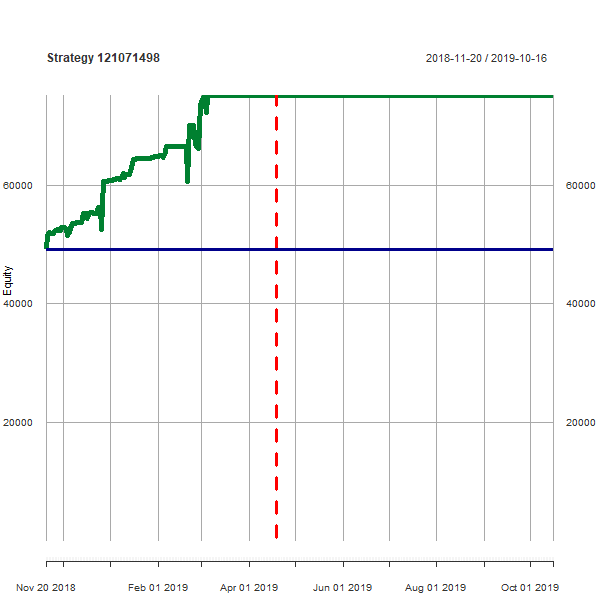 Strategy 121071498
2018-11-20 / 2019-10-16
60000
60000
Equity
40000
40000
20000
20000
Nov 20 2018
Feb 01 2019
Apr 01 2019
Jun 01 2019
Aug 01 2019
Oct 01 2019